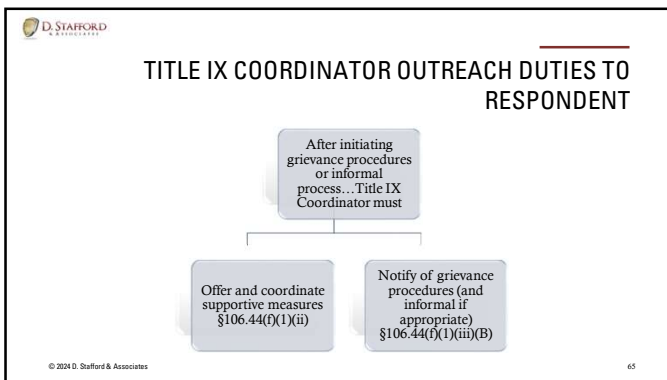 D. STAFFORD
& ASSOCIATES
TITLE IX COORDINATOR OUTREACH DUTIES TO
RESPONDENT
After initiating
grievance procedures
or informal
process…Title IX
Coordinator must
Offer and coordinate
supportive measures
§106.44(f)(1)(ii)
Notify of grievance
procedures (and
informal if
appropriate)
§106.44(f)(1)(iii)(B)
© 2024 D. Stafford & Associates
65